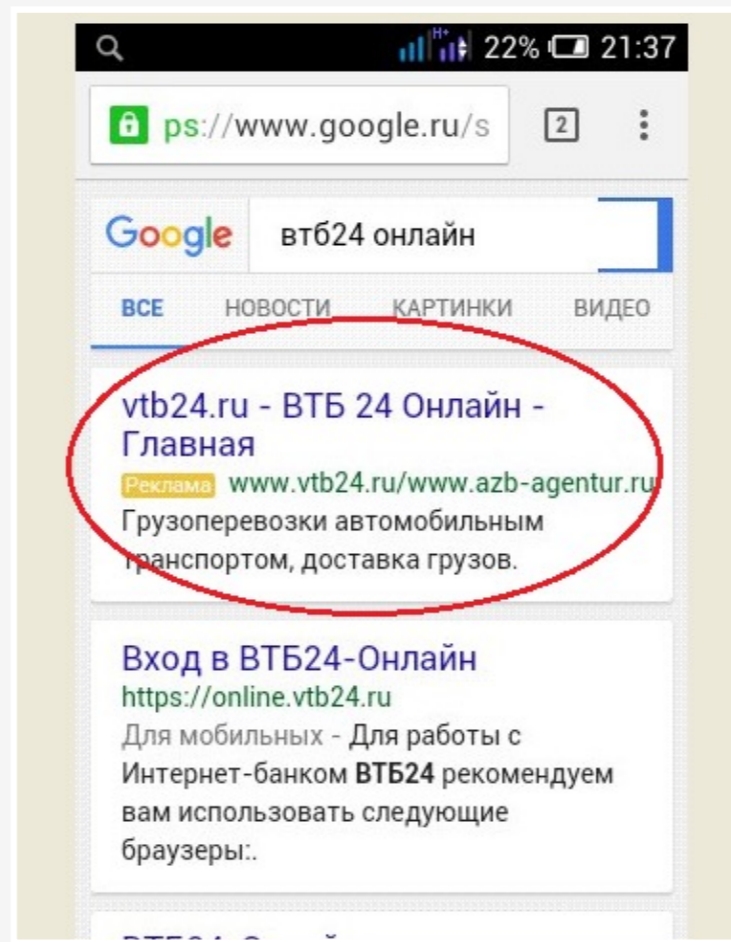 H+ 22% 21:37
ps://www.google.ru/s 2
Google втб24 онлайн
ВСЕ НОВОСТИ КАРТИНКИ ВИДЕО
vtb24.ru - ВТБ 24 Онлайн -
Главная
Реклама www.vtb24.ru/www.azb-agentur.ru
Грузоперевозки автомобильным
транспортом, доставка грузов.
Вход в ВТБ24-Онлайн
https://online.vtb24.ru
Для мобильных - Для работы с
Интернет-банком ВТБ24 рекомендуем
вам использовать следующие
браузеры:.